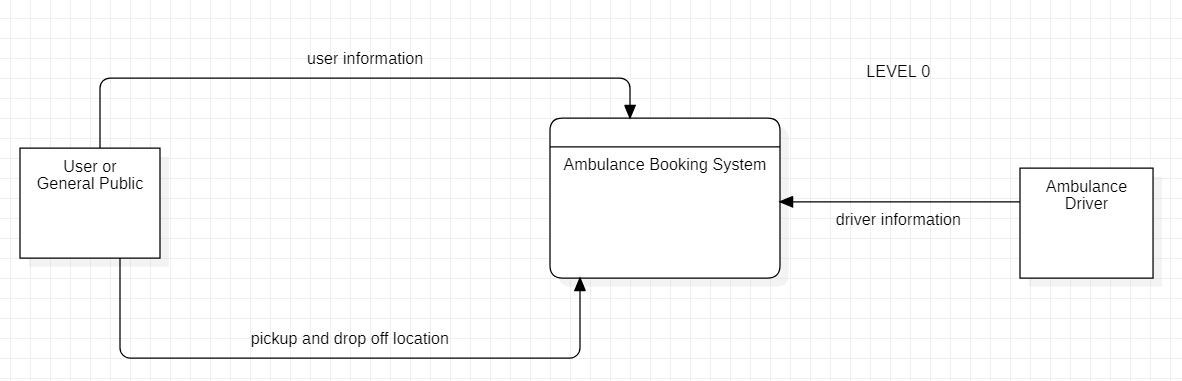 user information
LEVEL 0
User or
General Public
Ambulance Booking System
Ambulance
Driver
driver information
pickup and drop off location